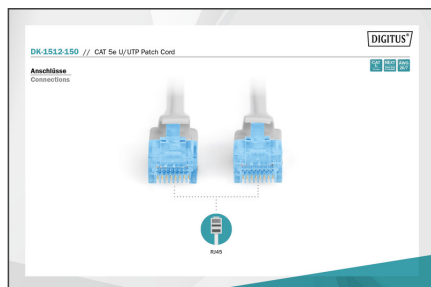 DIGITUS®
DK-1512-150 // CAT 5e U/UTP Patch Cord
Anschlüsse
Connections
RJ45